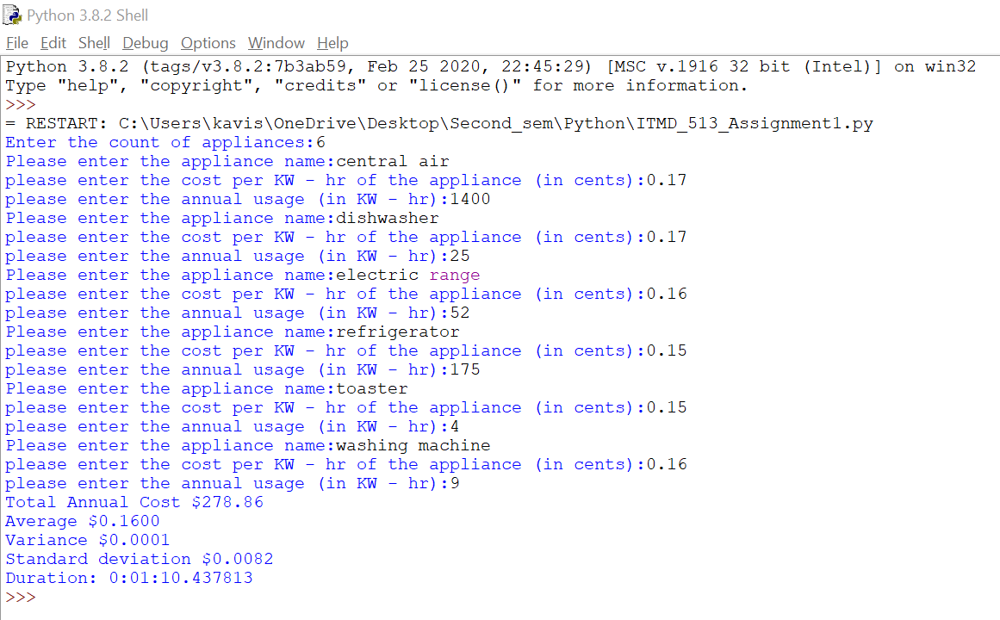 Python 3.8.2 Shell
File Edit Shell Debug Options Window Help
Python 3.8.2 (tags/v3.8.2:7b3ab59, Feb 25 2020, 22:45:29) [MSC v.1916 32 bit (Intel)] on win32
Type "help", "copyright", "credits" or "license()" for more information.
>>>
= RESTART: C:\Users\kavis\OneDrive\Desktop\Second_sem\Python\ITMD_513_Assignment1.py
Enter the count of appliances:6
Please enter the appliance name:central air
please enter the cost per KW - hr of the appliance (in cents):0.17
please enter the annual usage (in KW - hr):1400
Please enter the appliance name:dishwasher
please enter the cost per KW - hr of the appliance (in cents):0.17
please enter the annual usage (in KW - hr):25
Please enter the appliance name:electric range
please enter the cost per KW - hr of the appliance (in cents):0.16
please enter the annual usage (in KW - hr):52
Please enter the appliance name:refrigerator
please enter the cost per KW - hr of the appliance (in cents):0.15
please enter the annual usage (in KW - hr):175
Please enter the appliance name:toaster
please enter the cost per KW - hr of the appliance (in cents):0.15
please enter the annual usage (in KW - hr):4
Please enter the appliance name:washing machine
please enter the cost per KW - hr of the appliance (in cents):0.16
please enter the annual usage (in KW - hr):9
Total Annual Cost $278.86
Average $0.1600
Variance $0.0001
Standard deviation $0.0082
Duration: 0:01:10.437813
>>>